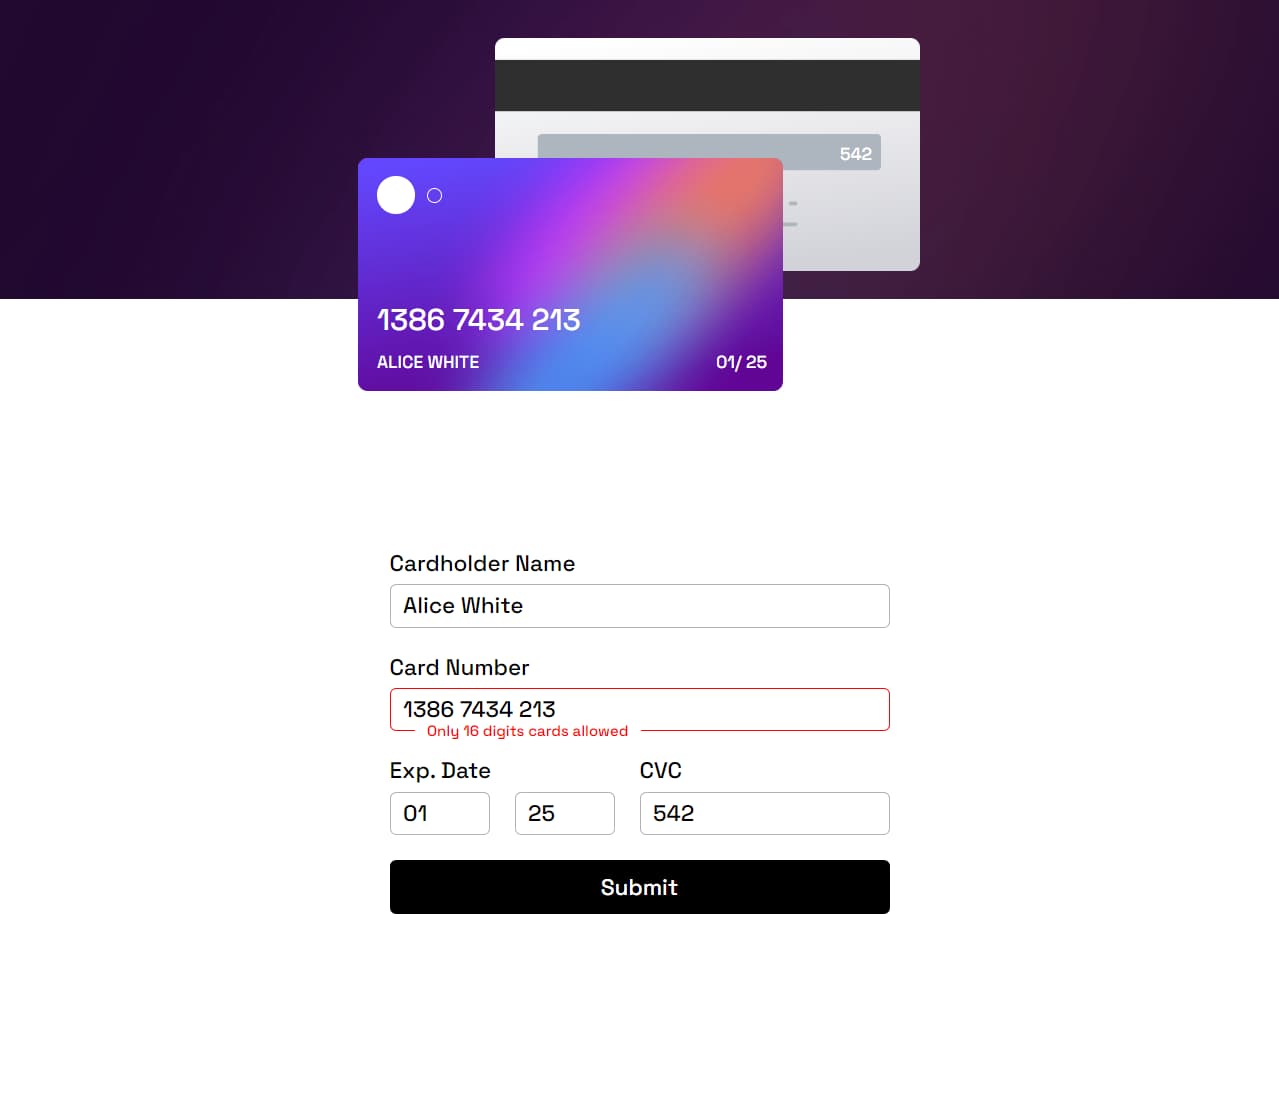 542
1386 7434 213
ALICE WHITE 01/ 25
Cardholder Name
Alice White
Card Number
1386 7434 213
Only 16 digits cards allowed
Exp. Date CVC
01 25 542
Submit